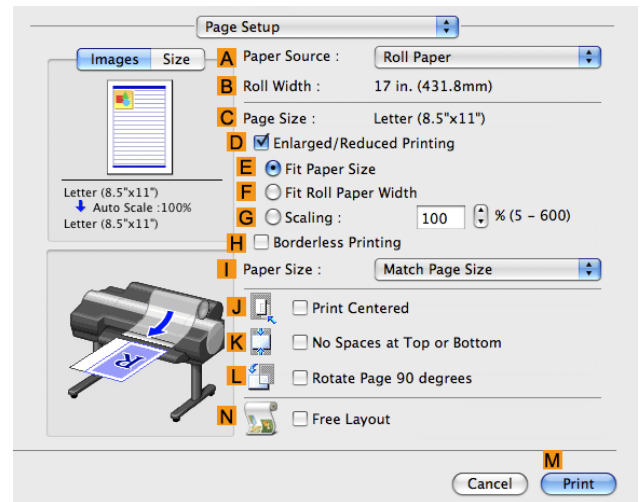 Page Setup
Images Size
A Paper Source : Roll Paper
B Roll Width : 17 in. (431.8mm)
C Page Size : Letter (8.5"x11")
D Enlarged/Reduced Printing
E Fit Paper Size
F Fit Roll Paper Width
G Scaling : 100 % (5 – 600)
Letter (8.5"x11")
Auto Scale :100%
Letter (8.5"x11")
H Borderless Printing
I Paper Size : Match Page Size
J Print Centered
K No Spaces at Top or Bottom
L Rotate Page 90 degrees
N Free Layout
R
M
Cancel Print